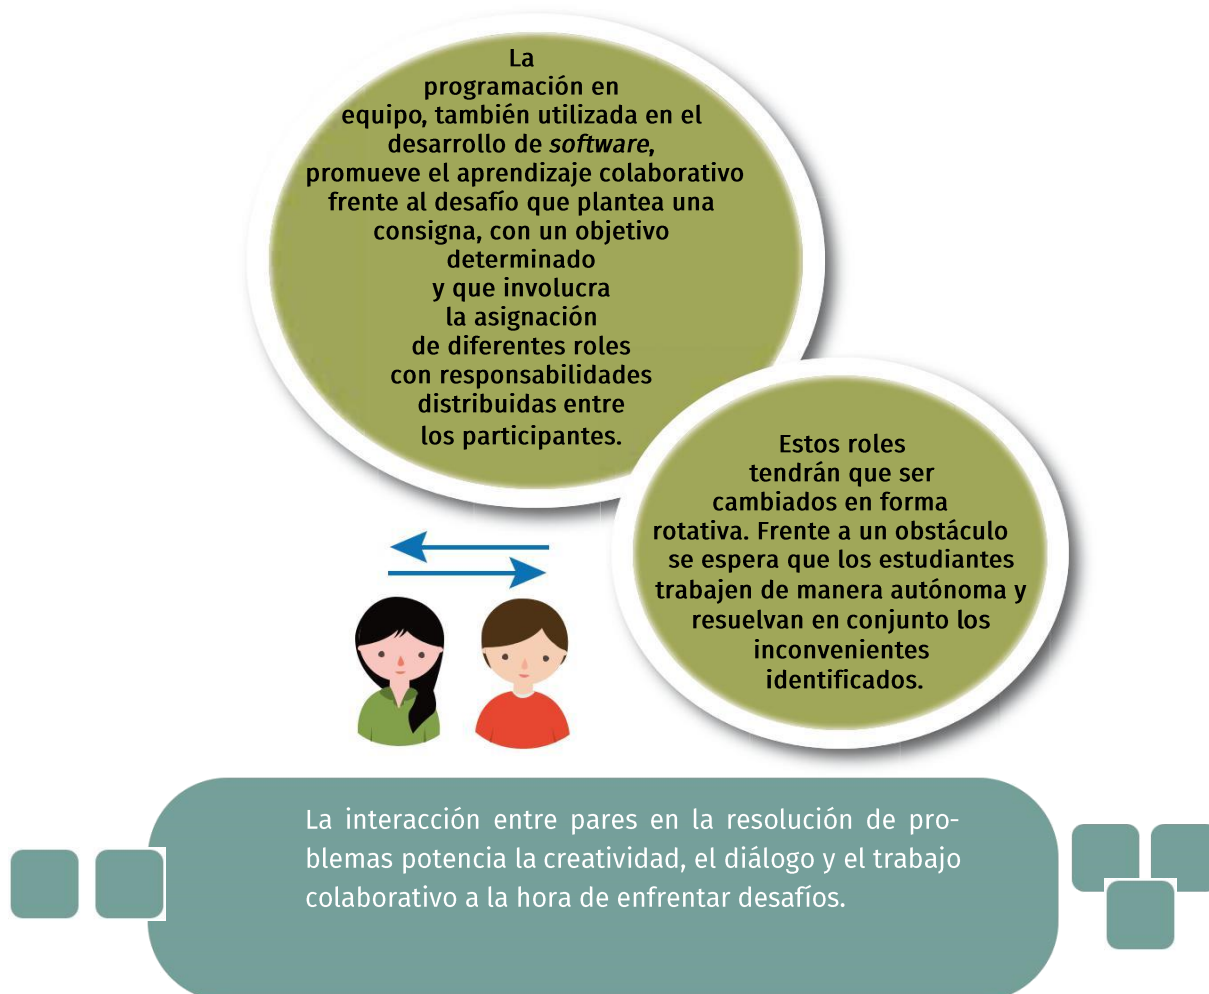 La
programación en
equipo, también utilizada en el
desarrollo de software,
promueve el aprendizaje colaborativo
frente al desafío que plantea una
consigna, con un objetivo
determinado
y que involucra
la asignación
de diferentes roles
con responsabilidades
distribuidas entre
los participantes.
Estos roles
tendrán que ser
cambiados en forma
rotativa. Frente a un obstáculo
se espera que los estudiantes
trabajen de manera autónoma y
resuelvan en conjunto los
inconvenientes
identificados.
La interacción entre pares en la resolución de pro-
blemas potencia la creatividad, el diálogo y el trabajo
colaborativo a la hora de enfrentar desafíos.